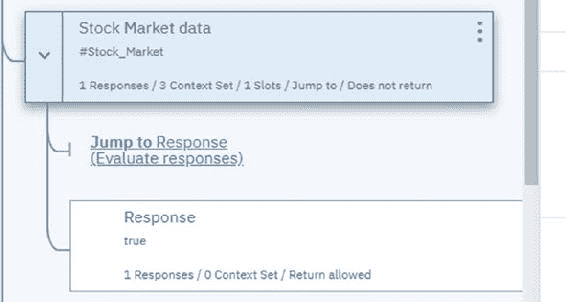 Stock Market data
#Stock_Market
1 Responses / 3 Context Set / 1 Slots / Jump to / Does not return
Jump to Response
(Evaluate responses)
Response
true
1 Responses / 0 Context Set / Return allowed